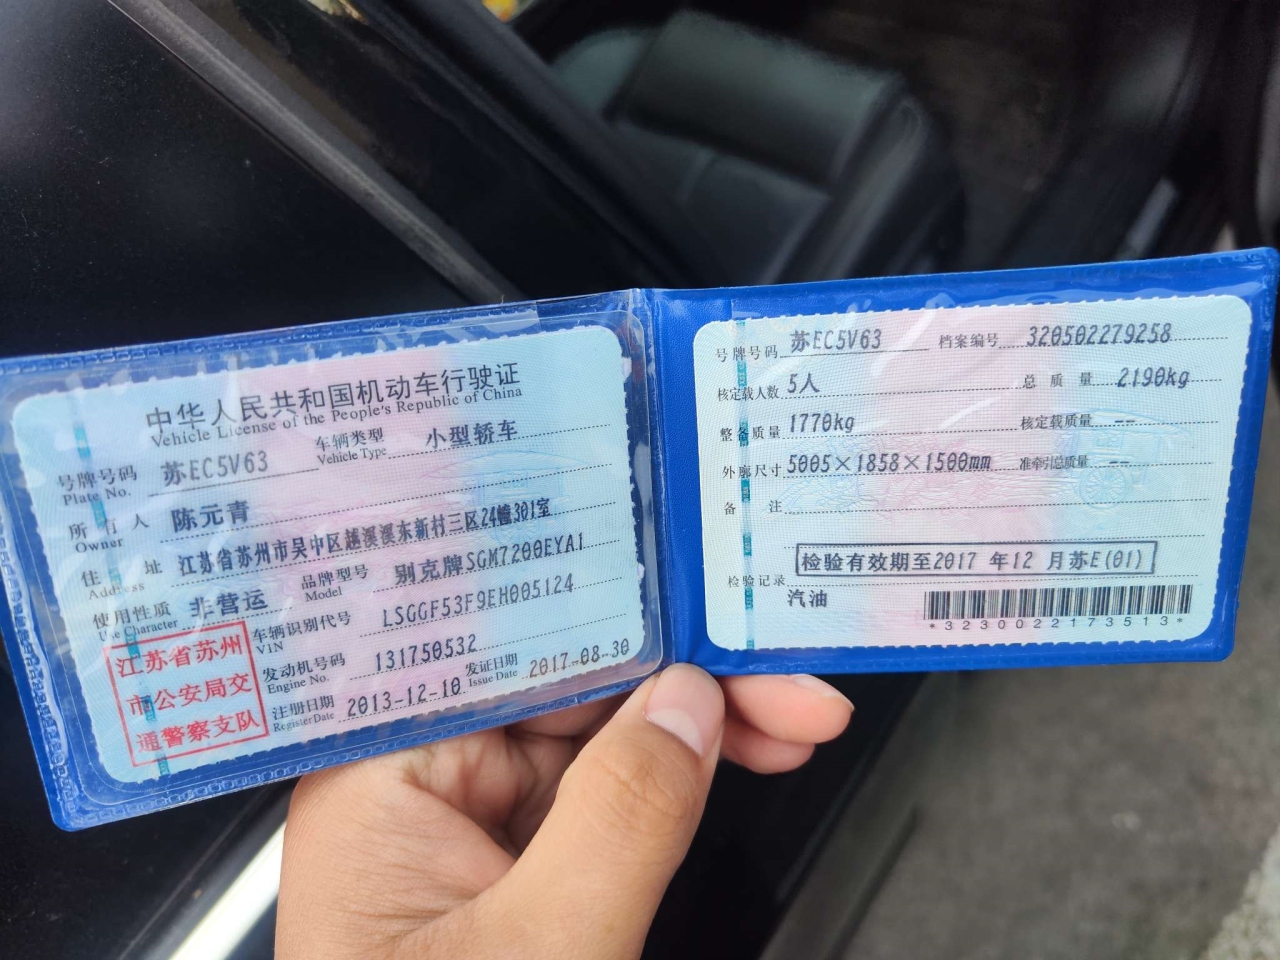 中华人民共和国机动车行驶证
Vehicle License of the People's Republic of China
号牌号码 苏EC5V63 车辆类型 小型轿车
Plate No. Vehicle Type
所有人 陈元青
Owner
住址 江苏省苏州市吴中区越溪溪东新村三区24幢301室
Address
使用性质 非营运 品牌型号 别克牌SGM7200EYA1
Use Character Model
江苏省苏州
市公安局交
通警察支队
车辆识别代号 LSGGF53F9EH005124
VIN
发动机号码 131750532
Engine No.
注册日期 2013-12-10 发证日期 2017-08-30
Register Date Issue Date
号牌号码 苏EC5V63 档案编号 320502279258
核定载人数 5人 总质量 2190kg
整备质量 1770kg 核定载质量 --
外廓尺寸 5005×1858×1500mm 准牵引总质量 --
备注
检验有效期至2017 年12 月苏E(01)
检验记录
汽油
*3230022173513*